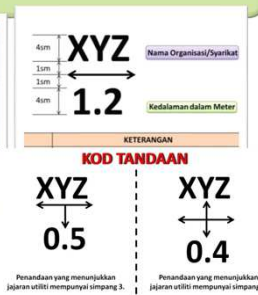 4sm
XYZ
Nama Organisasi/Syarikat
1sm
1sm
4sm
1.2
Kedalaman dalam Meter
KETERANGAN
KOD TANDAAN
XYZ
0.5
Penandaan yang menunjukkan
jajaran utiliti mempunyai simpang 3.
XYZ
0.4
Penandaan yang menunjukkan
jajaran utiliti mempunyai simpang